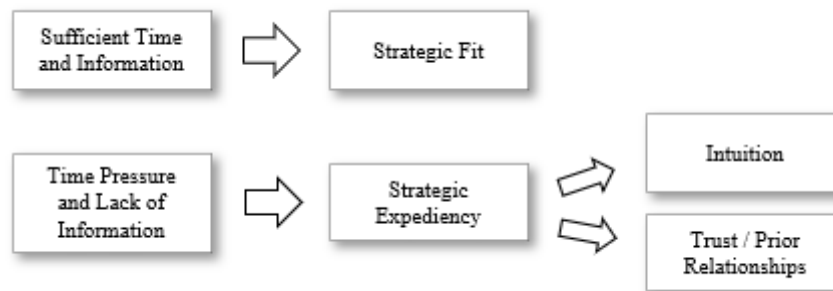 Sufficient Time
and Information
Strategic Fit
Time Pressure
and Lack of
Information
Strategic
Expediency
Intuition
Trust / Prior
Relationships